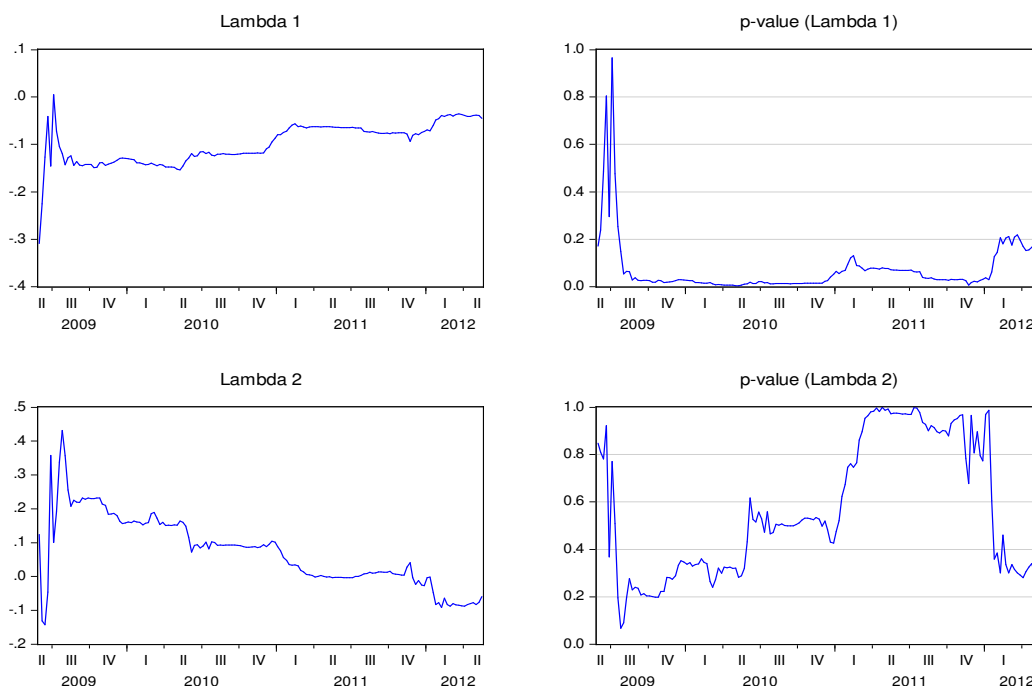 Lambda 1
.1
.0
-.1
-.2
-.3
-.4
II III IV I II III IV I II III IV I II
2009 2010 2011 2012
p-value (Lambda 1)
1.0
0.8
0.6
0.4
0.2
0.0
II III IV I II III IV I II III IV I
2009 2010 2011 2012
Lambda 2
.5
.4
.3
.2
.1
.0
-.1
-.2
II III IV I II III IV I II III IV I II
2009 2010 2011 2012
p-value (Lambda 2)
1.0
0.8
0.6
0.4
0.2
0.0
II III IV I II III IV I II III IV I
2009 2010 2011 2012